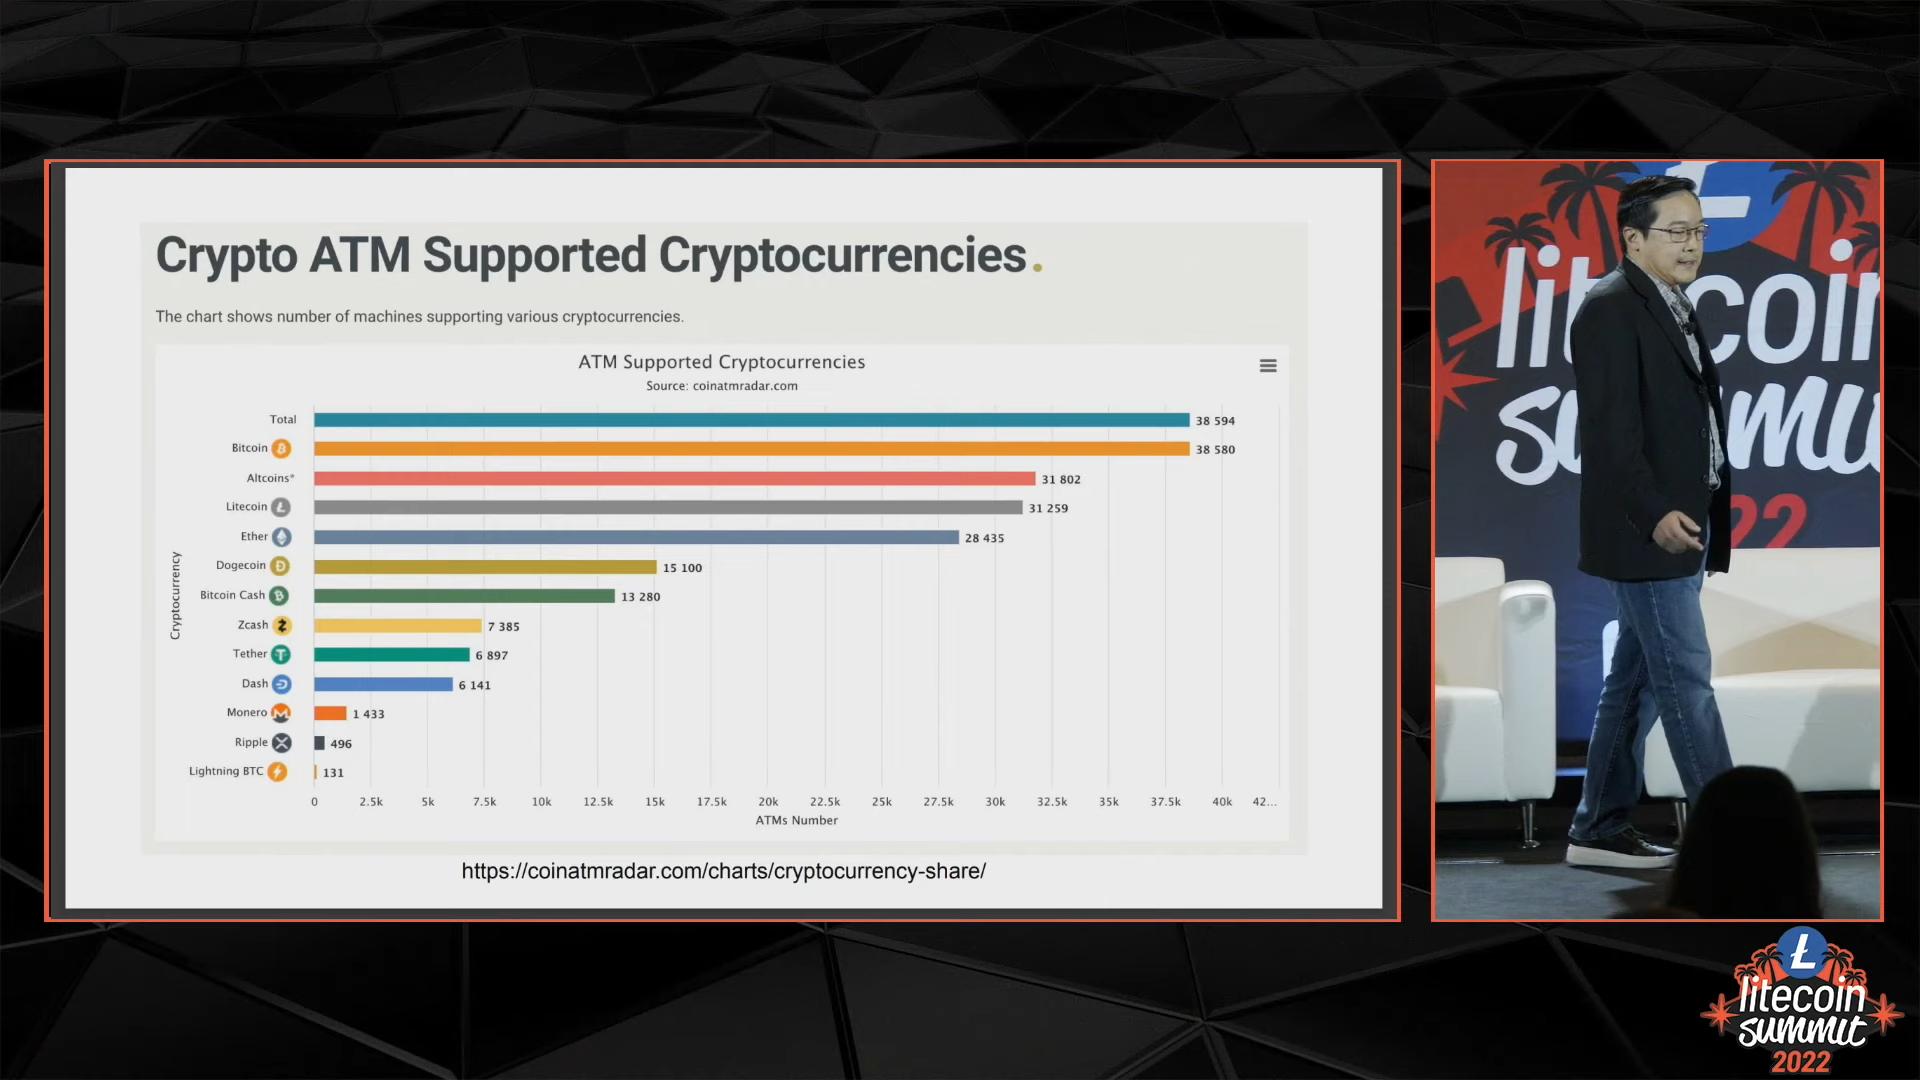 Crypto ATM Supported Cryptocurrencies.
The chart shows number of machines supporting various cryptocurrencies.
ATM Supported Cryptocurrencies
Source: coinatmradar.com
Cryptocurrency
Total 38 594
Bitcoin 38 580
Altcoins* 31 802
Litecoin 31 259
Ether 28 435
Dogecoin 15 100
Bitcoin Cash 13 280
Zcash 7 385
Tether 6 897
Dash 6 141
Monero 1 433
Ripple 496
Lightning BTC 131
0 2.5k 5k 7.5k 10k 12.5k 15k 17.5k 20k 22.5k 25k 27.5k 30k 32.5k 35k 37.5k 40k 42...
ATMs Number
https://coinatmradar.com/charts/cryptocurrency-share/
lit coin
su mmi
22
litecoin
summit
2022